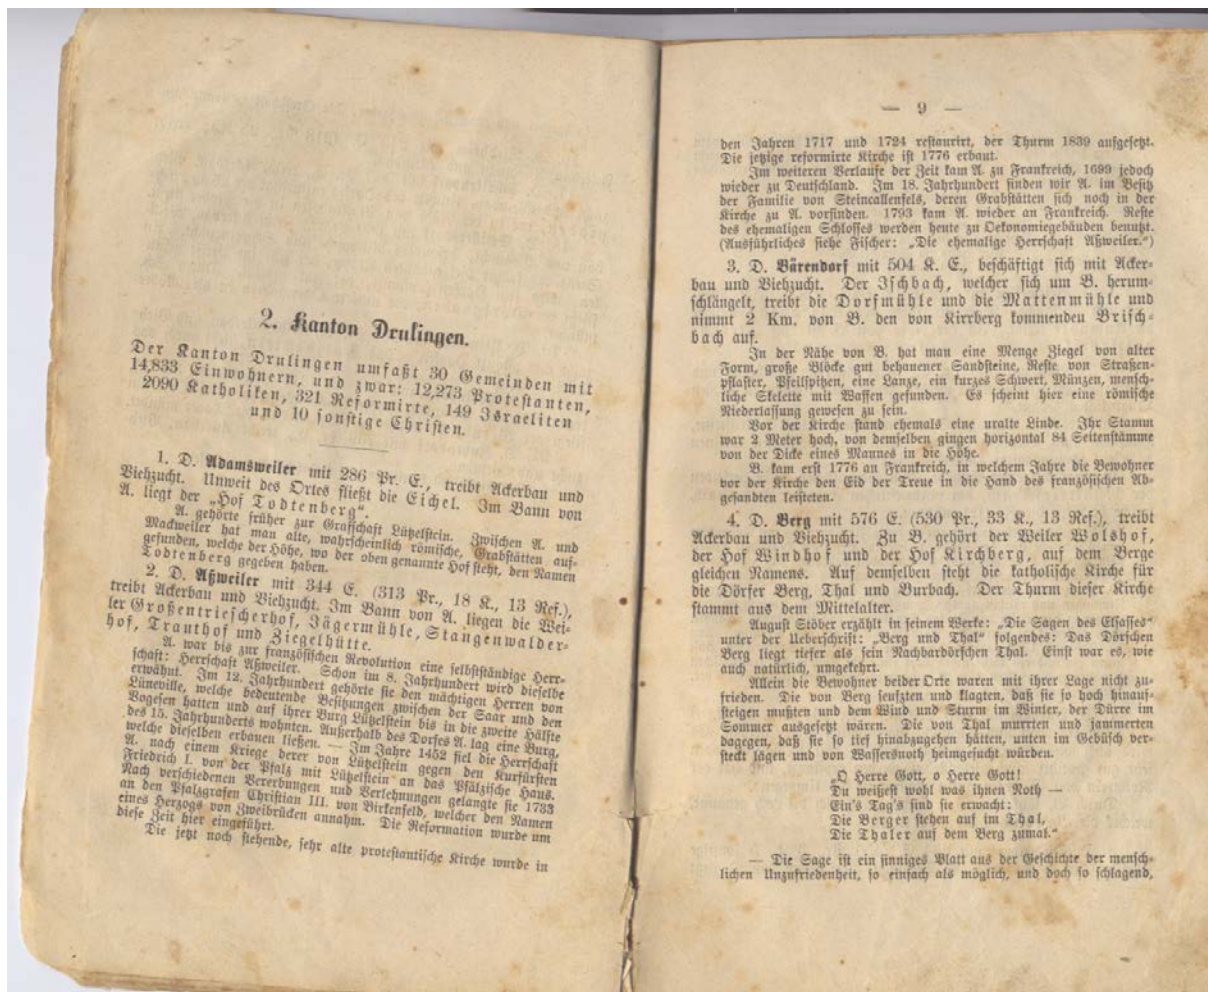 2. Kanton Drulingen.
Der Kanton Drulingen umfaßt 30 Gemeinden mit
14,833 Einwohnern, und zwar: 12,273 Protestanten,
2090 Katholiken, 321 Reformirte, 149 Israeliten
und 10 sonstige Christen.
1. D. Adamsweiler mit 286 Pr. E., treibt Ackerbau und
Viehzucht. Unweit des Ortes fließt die Eichel. Im Bann von
A. liegt der „Hof Todtenberg“.
A. gehörte früher zur Grafschaft Lützelstein. Zwischen A. und
Mackweiler hat man alte, wahrscheinlich römische, Grabstätten auf-
gefunden, welche der Höhe, wo der oben genannte Hof steht, den Namen
Todtenberg gegeben haben.
2. D. Aßweiler mit 344 E. (313 Pr., 18 K., 13 Ref.),
treibt Ackerbau und Viehzucht. Im Bann von A. liegen die Wei-
ler Großentriescherhof, Jägermühle, Stangenwalder-
hof, Trauthof und Ziegelhütte.
A. war bis zur französischen Revolution eine selbstständige Herr-
schaft: Herrschaft Aßweiler. Schon im 8. Jahrhundert wird dieselbe
erwähnt. Im 12. Jahrhundert gehörte sie den mächtigen Herren von
Lüneville, welche bedeutende Besitzungen zwischen der Saar und den
Vogesen hatten und auf ihrer Burg Lützelstein bis in die zweite Hälfte
des 15. Jahrhunderts wohnten. Außerhalb des Dorfes A. lag eine Burg,
welche dieselben erbauen ließen. — Im Jahre 1452 fiel die Herrschaft
A. nach einem Kriege derer von Lützelstein gegen den Kurfürsten
Friedrich I. von der Pfalz mit Lützelstein an das Pfälzische Haus.
Nach verschiedenen Vererbungen und Verlehnungen gelangte sie 1733
an den Pfalzgrafen Christian III. von Birkenfeld, welcher den Namen
eines Herzogs von Zweibrücken annahm. Die Reformation wurde um
diese Zeit hier eingeführt.
Die jetzt noch stehende, sehr alte protestantische Kirche wurde in
— 9 —
den Jahren 1717 und 1724 restaurirt, der Thurm 1839 aufgesetzt.
Die jetzige reformirte Kirche ist 1776 erbaut.
Im weiteren Verlaufe der Zeit kam A. zu Frankreich, 1699 jedoch
wieder zu Deutschland. Im 18. Jahrhundert finden wir A. im Besitz
der Familie von Steincallenfels, deren Grabstätten sich noch in der
Kirche zu A. vorfinden. 1793 kam A. wieder an Frankreich. Reste
des ehemaligen Schlosses werden heute zu Oekonomiegebäuden benutzt.
(Ausführliches siehe Fischer: „Die ehemalige Herrschaft Aßweiler.“)
3. D. Bärendorf mit 504 K. E., beschäftigt sich mit Acker-
bau und Viehzucht. Der Ischbach, welcher sich um B. herum-
schlängelt, treibt die Dorfmühle und die Mattenmühle und
nimmt 2 Km. von B. den von Kirrberg kommenden Brisch-
bach auf.
In der Nähe von B. hat man eine Menge Ziegel von alter
Form, große Blöcke gut behauener Sandsteine, Reste von Straßen-
pflaster, Pfeilspitzen, eine Lanze, ein kurzes Schwert, Münzen, mensch-
liche Skelette mit Waffen gefunden. Es scheint hier eine römische
Niederlassung gewesen zu sein.
Vor der Kirche stand ehemals eine uralte Linde. Ihr Stamm
war 2 Meter hoch, von demselben gingen horizontal 84 Seitenstämme
von der Dicke eines Mannes in die Höhe.
B. kam erst 1776 an Frankreich, in welchem Jahre die Bewohner
vor der Kirche den Eid der Treue in die Hand des französischen Ab-
gesandten leisteten.
4. D. Berg mit 576 E. (530 Pr., 33 K., 13 Ref.), treibt
Ackerbau und Viehzucht. Zu B. gehört der Weiler Wolshof,
der Hof Windhof und der Hof Kirchberg, auf dem Berge
gleichen Namens. Auf demselben steht die katholische Kirche für
die Dörfer Berg, Thal und Burbach. Der Thurm dieser Kirche
stammt aus dem Mittelalter.
August Stöber erzählt in seinem Werke: „Die Sagen des Elsasses“
unter der Ueberschrift: „Berg und Thal“ folgendes: Das Dörfchen
Berg liegt tiefer als sein Nachbardörfchen Thal. Einst war es, wie
auch natürlich, umgekehrt.
Allein die Bewohner beider Orte waren mit ihrer Lage nicht zu-
frieden. Die von Berg seufzten und klagten, daß sie so hoch hinauf-
steigen mußten und dem Wind und Sturm im Winter, der Dürre im
Sommer ausgesetzt wären. Die von Thal murrten und jammerten
dagegen, daß sie so tief hinabzugehen hätten, unten im Gebüsch ver-
steckt lägen und von Wassersnoth heimgesucht würden.
„O Herre Gott, o Herre Gott!
Du weißest wohl was ihnen Noth —
Ein's Tag's sind sie erwacht:
Die Berger stehen auf im Thal,
Die Thaler auf dem Berg zumal.“
— Die Sage ist ein sinniges Blatt aus der Geschichte der mensch-
lichen Unzufriedenheit, so einfach als möglich, und doch so schlagend,